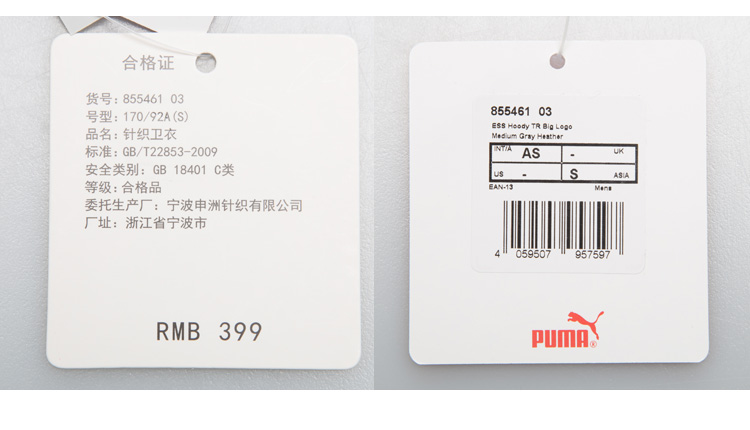 合格证
货号: 855461 03
号型: 170/92A(S)
品名: 针织卫衣
标准: GB/T22853-2009
安全类别: GB 18401 C类
等级: 合格品
委托生产厂: 宁波申洲针织有限公司
厂址: 浙江省宁波市
RMB 399
855461 03
ESS Hoody TR Big Logo
Medium Gray Heather
INT/A AS - UK
US - S ASIA
EAN-13 Mens
4 059507 957597
PUMA®